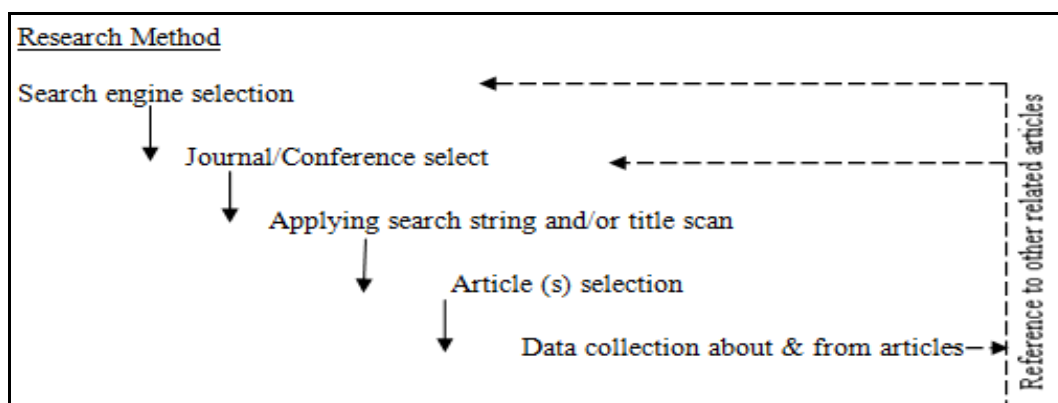 Research Method
Search engine selection
Journal/Conference select
Applying search string and/or title scan
Article (s) selection
Data collection about & from articles
Reference to other related articles